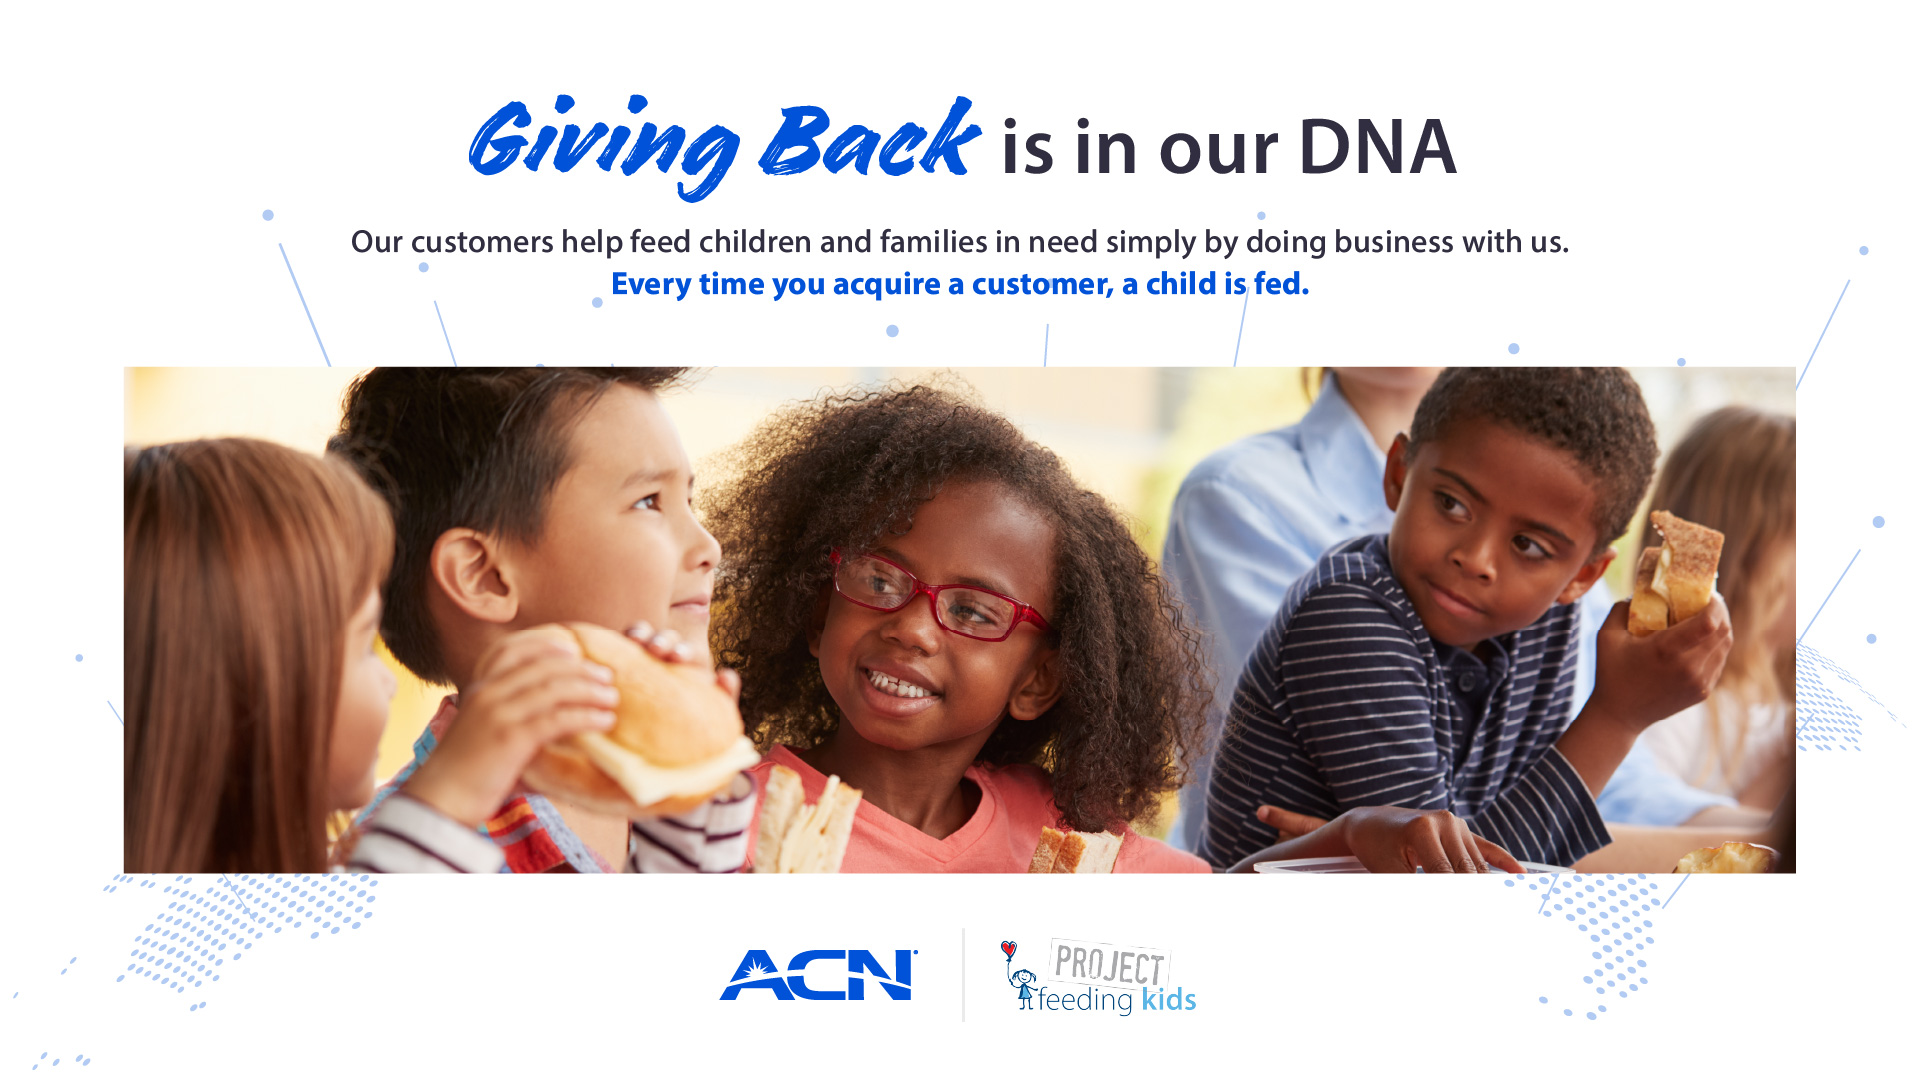 Giving Back is in our DNA
Our customers help feed children and families in need simply by doing business with us.
Every time you acquire a customer, a child is fed.
ACN
PROJECT
feeding kids